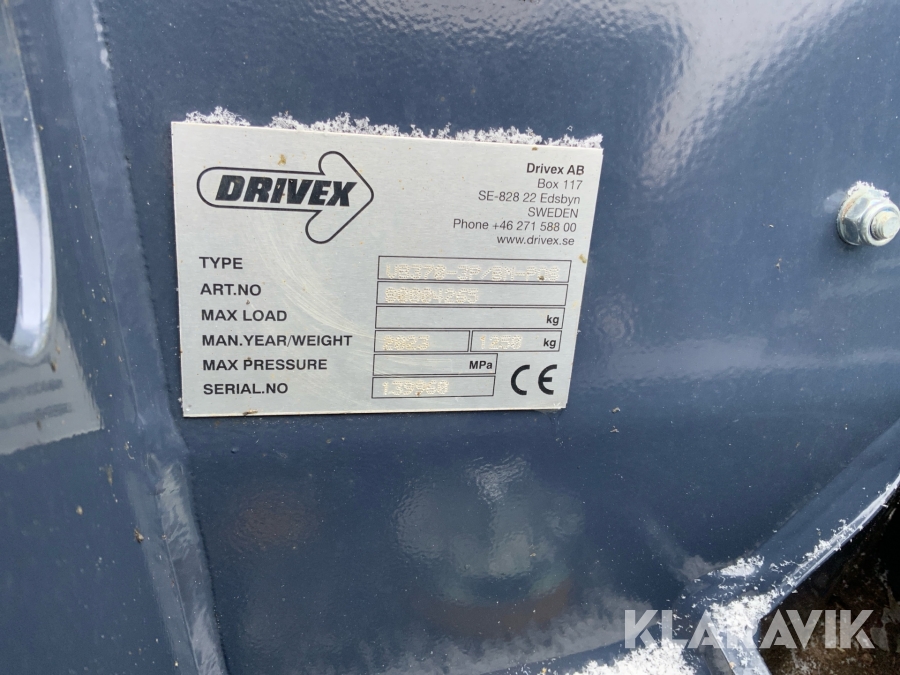 DRIVEX
Drivex AB
Box 117
SE-828 22 Edsbyn
SWEDEN
Phone +46 271 588 00
www.drivex.se
TYPE
ART.NO
MAX LOAD kg
MAN.YEAR/WEIGHT 2023 kg
MAX PRESSURE MPa
SERIAL.NO
CE
KLARAVIK